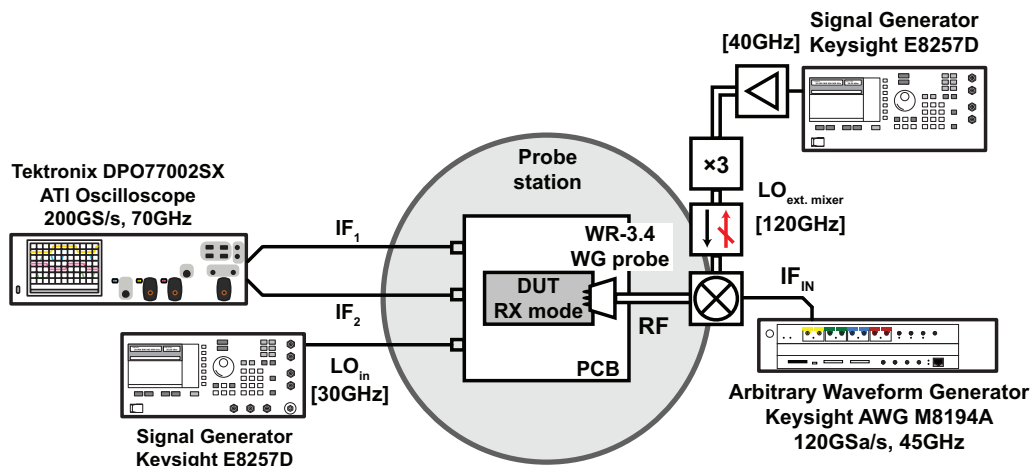 Signal Generator
Keysight E8257D
[40GHz]
×3
LO ext. mixer
[120GHz]
Probe
station
Tektronix DPO77002SX
ATI Oscilloscope
200GS/s, 70GHz
IF1
IF2
WR-3.4
WG probe
DUT
RX mode
RF
IFIN
PCB
LOin
[30GHz]
Signal Generator
Keysight E8257D
Arbitrary Waveform Generator
Keysight AWG M8194A
120GSa/s, 45GHz